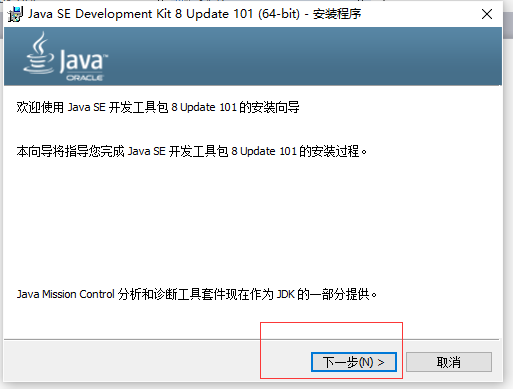 Java SE Development Kit 8 Update 101 (64-bit) - 安装程序
Java™
ORACLE
欢迎使用 Java SE 开发工具包 8 Update 101 的安装向导
本向导将指导您完成 Java SE 开发工具包 8 Update 101 的安装过程。
Java Mission Control 分析和诊断工具套件现在作为 JDK 的一部分提供。
下一步(N) > 取消